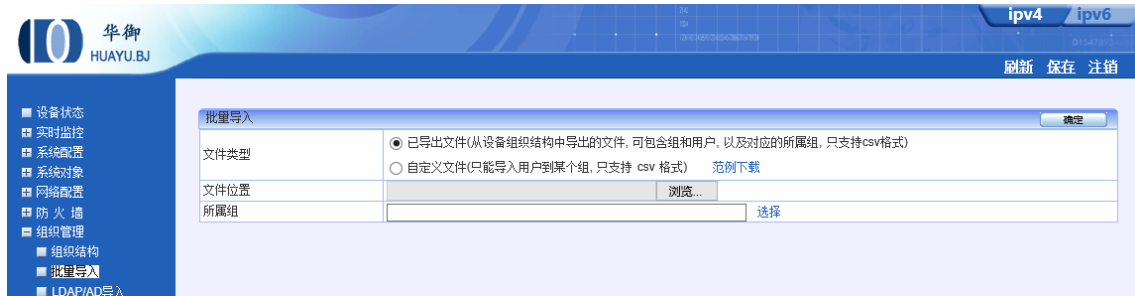 华御
HUAYU.BJ
ipv4 ipv6
刷新 保存 注销
设备状态
实时监控
系统配置
系统对象
网络配置
防 火 墙
组织管理
组织结构
批量导入
LDAP/AD导入
批里导入 确定
文件类型
已导出文件(从设备组织结构中导出的文件, 可包含组和用户, 以及对应的所属组, 只支持csv格式)
自定义文件(只能导入用户到某个组, 只支持 csv 格式) 范例下载
文件位置 浏览...
所属组 选择